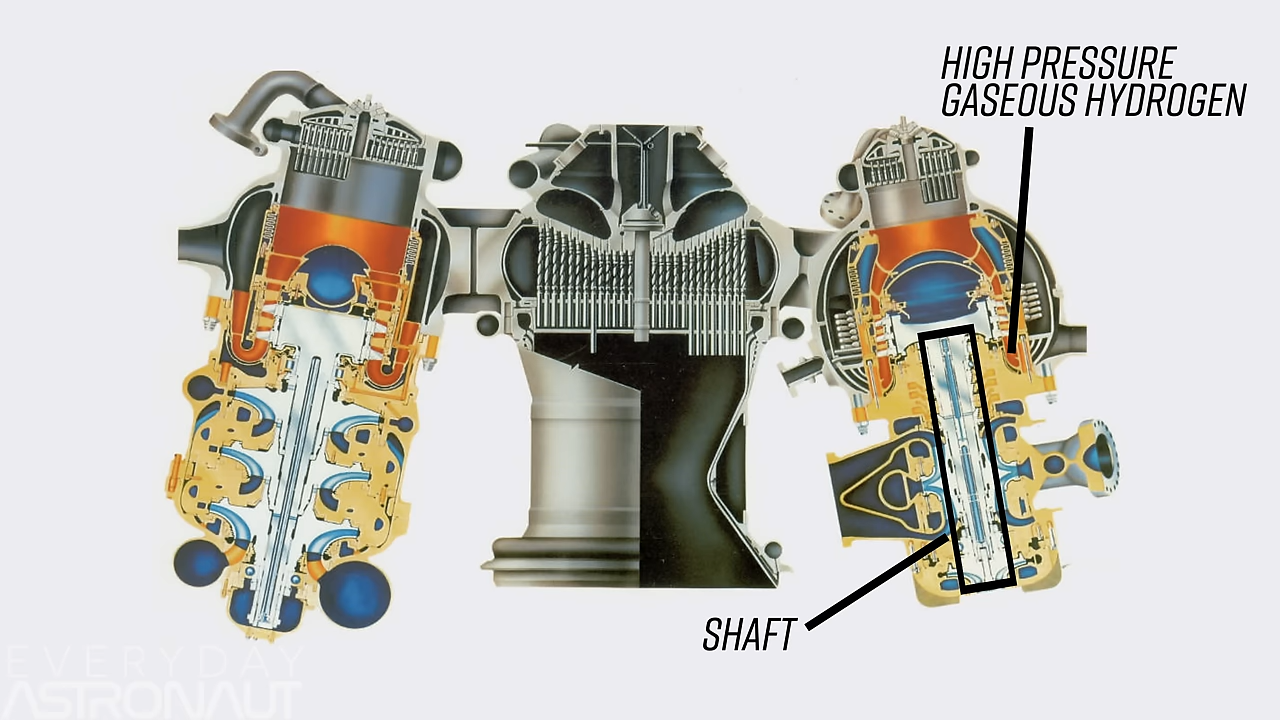 HIGH PRESSURE
GASEOUS HYDROGEN
SHAFT
EVERYDAY
ASTRONAUT